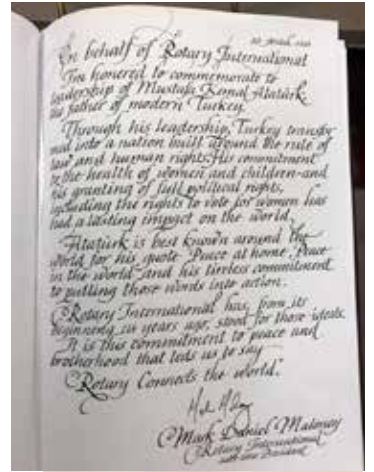 On behalf of Rotary International
I'm honored to commemorate to
leadership of Mustafa Kemal Atatürk,
the father of modern Turkey.
Through his leadership, Turkey transfor
med into a nation built around the rule of
law and human rights. His commitment
to the health of women and children-and
his granting of full political rights,
including the rights to vote for women has
had a lasting impact on the world.
Atatürk is best known around the
world for his quote "Peace at home Peace
in the world" and his tireless commitment
to putting those words into action.
Rotary International has, from its
beginning years ago, stood for those ideals.
It is this commitment to peace and
brotherhood that leds us to say
"Rotary Connects the world."
Mark Daniel Maloney
Rotary International
President